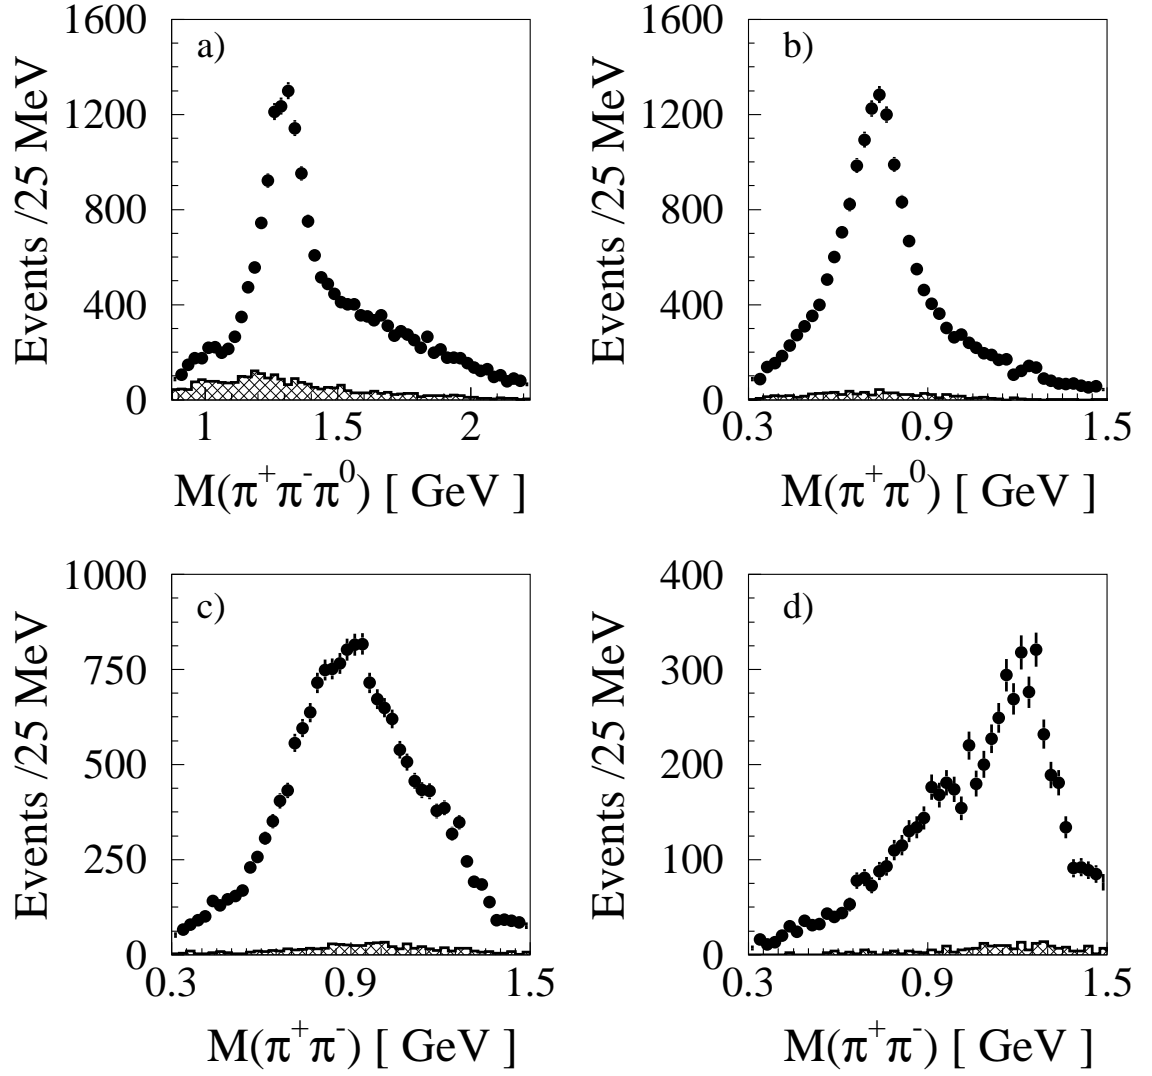 a)
Events /25 MeV
1600
1200
800
400
0
1 1.5 2
M(π⁺π⁻π⁰) [ GeV ]
b)
Events /25 MeV
1600
1200
800
400
0
0.3 0.9 1.5
M(π⁺π⁰) [ GeV ]
c)
Events /25 MeV
1000
750
500
250
0
0.3 0.9 1.5
M(π⁺π⁻) [ GeV ]
d)
Events /25 MeV
400
300
200
100
0
0.3 0.9 1.5
M(π⁺π⁻) [ GeV ]